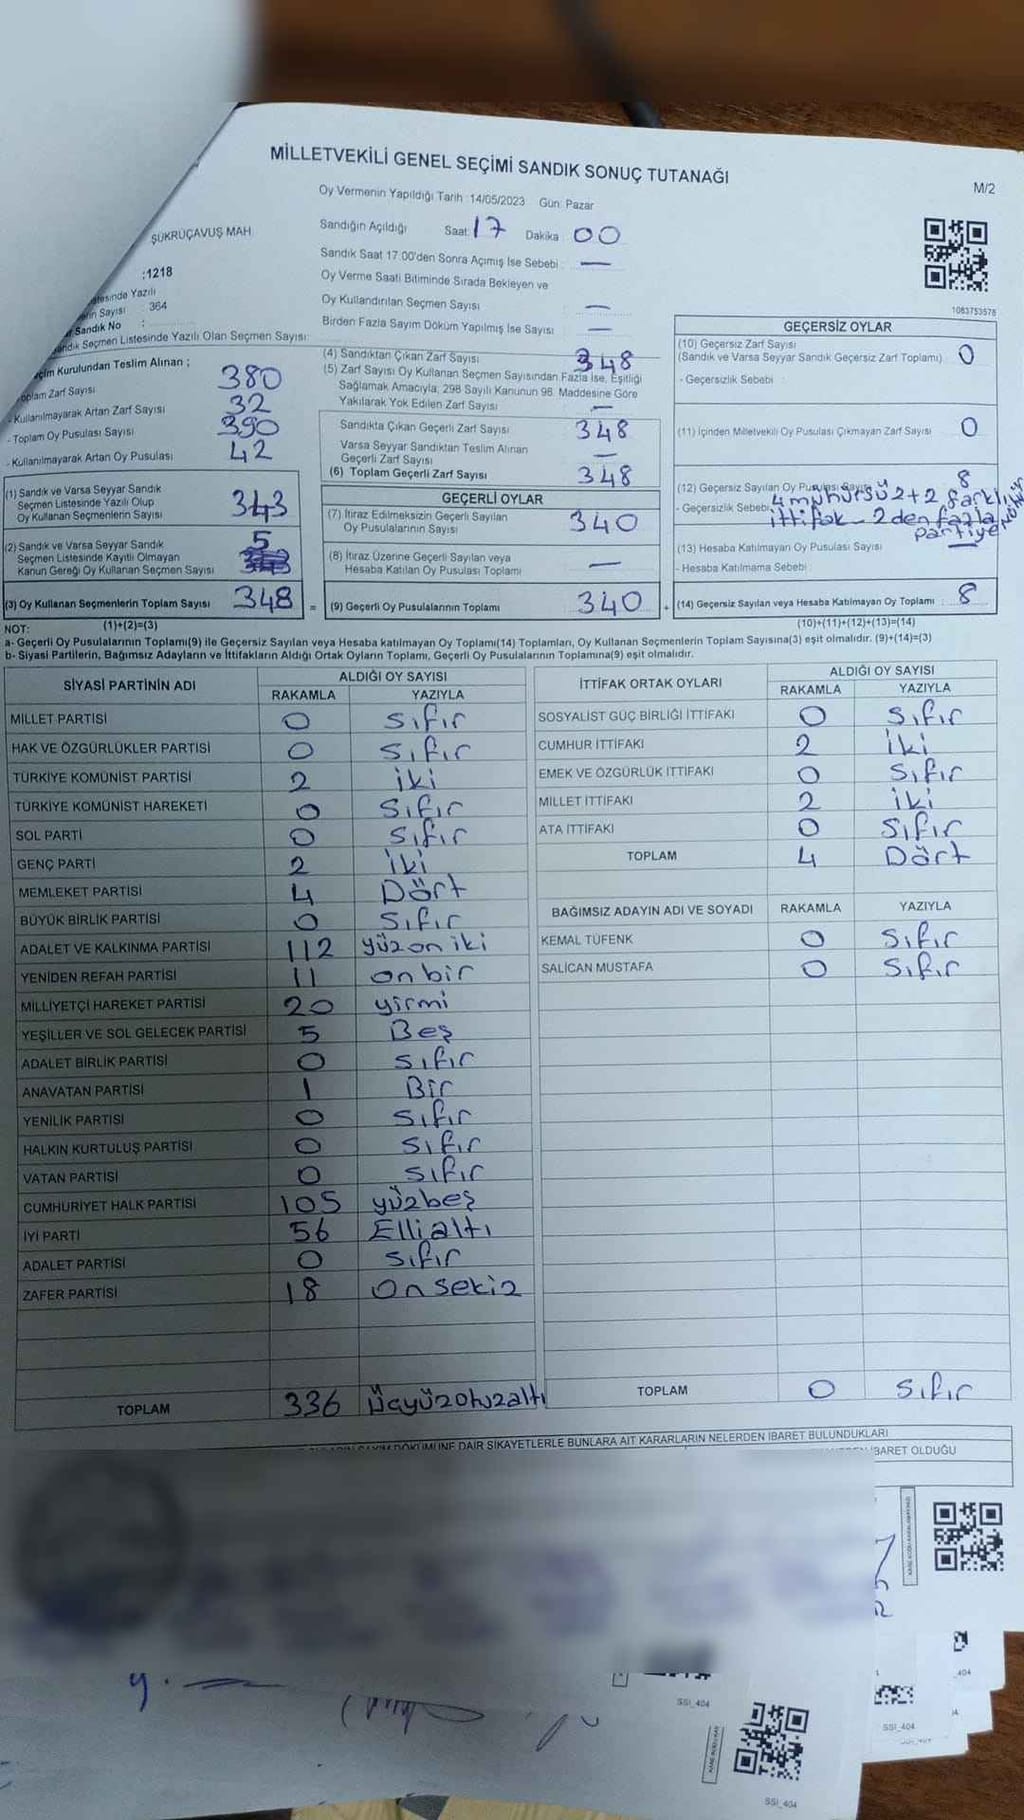 MİLLETVEKİLİ GENEL SEÇİMİ SANDIK SONUÇ TUTANAĞI
M/2
Oy Vermenin Yapıldığı Tarih :14/05/2023 Gün: Pazar
ŞÜKRÜÇAVUŞ MAH.
Sandığın Açıldığı Saat: 17 Dakika: 00
Sandık Saat 17.00'den Sonra Açımış İse Sebebi : —
:1218
Oy Verme Saati Bitiminde Sırada Bekleyen ve
Oy Kullandırılan Seçmen Sayısı —
Yazılı
Sayısı : 364
Sandık No :
Birden Fazla Sayım Döküm Yapılmış İse Sayısı : —
Seçmen Listesinde Yazılı Olan Seçmen Sayısı:
1083753578
Kurulundan Teslim Alınan ;
Zarf Sayısı 380
- Kullanılmayarak Artan Zarf Sayısı 32
- Toplam Oy Pusulası Sayısı 390
- Kullanılmayarak Artan Oy Pusulası 42
(1) Sandık ve Varsa Seyyar Sandık
Seçmen Listesinde Yazılı Olup
Oy Kullanan Seçmenlerin Sayısı 343
(2) Sandık ve Varsa Seyyar Sandık 5
Seçmen Listesinde Kayıtlı Olmayan
Kanun Gereği Oy Kullanan Seçmen Sayısı
(3) Oy Kullanan Seçmenlerin Toplam Sayısı 348 =
(4) Sandıktan Çıkan Zarf Sayısı 348
(5) Zarf Sayısı Oy Kullanan Seçmen Sayısından Fazla İse, Eşitliği
Sağlamak Amacıyla, 298 Sayılı Kanunun 98. Maddesine Göre
Yakılarak Yok Edilen Zarf Sayısı —
Sandıkta Çıkan Geçerli Zarf Sayısı 348
Varsa Seyyar Sandıktan Teslim Alınan
Geçerli Zarf Sayısı —
(6) Toplam Geçerli Zarf Sayısı 348
GEÇERLİ OYLAR
(7) İtiraz Edilmeksizin Geçerli Sayılan
Oy Pusulalarının Sayısı 340
(8) İtiraz Üzerine Geçerli Sayılan veya
Hesaba Katılan Oy Pusulası Toplamı —
(9) Geçerli Oy Pusulalarının Toplamı 340 +
GEÇERSİZ OYLAR
(10) Geçersiz Zarf Sayısı
(Sandık ve Varsa Seyyar Sandık Geçersiz Zarf Toplamı) 0
- Geçersizlik Sebebi :
(11) İçinden Milletvekili Oy Pusulası Çıkmayan Zarf Sayısı 0
(12) Geçersiz Sayılan Oy Pusulası Sayısı 8
- Geçersizlik Sebebi 4 mühürsü 2+2 farklı
ittifak - 2 den fazla
partiye
(13) Hesaba Katılmayan Oy Pusulası Sayısı —
- Hesaba Katılmama Sebebi :
(14) Geçersiz Sayılan veya Hesaba Katılmayan Oy Toplamı : 8
NOT: (1)+(2)=(3)
(10)+(11)+(12)+(13)=(14)
a- Geçerli Oy Pusulalarının Toplamı(9) ile Geçersiz Sayılan veya Hesaba katılmayan Oy Toplamı(14) Toplamları, Oy Kullanan Seçmenlerin Toplam Sayısına(3) eşit olmalıdır. (9)+(14)=(3)
b- Siyasi Partilerin, Bağımsız Adayların ve İttifakların Aldığı Ortak Oyların Toplamı, Geçerli Oy Pusulalarının Toplamına(9) eşit olmalıdır.
SİYASİ PARTİNİN ADI ALDIĞI OY SAYISI
RAKAMLA YAZIYLA
MİLLET PARTİSİ 0 sıfır
HAK VE ÖZGÜRLÜKLER PARTİSİ 0 sıfır
TÜRKİYE KOMÜNİST PARTİSİ 2 iki
TÜRKİYE KOMÜNİST HAREKETİ 0 sıfır
SOL PARTİ 0 sıfır
GENÇ PARTİ 2 iki
MEMLEKET PARTİSİ 4 Dört
BÜYÜK BİRLİK PARTİSİ 0 sıfır
ADALET VE KALKINMA PARTİSİ 112 yüz on iki
YENİDEN REFAH PARTİSİ 11 on bir
MİLLİYETÇİ HAREKET PARTİSİ 20 yirmi
YEŞİLLER VE SOL GELECEK PARTİSİ 5 Beş
ADALET BİRLİK PARTİSİ 0 sıfır
ANAVATAN PARTİSİ 1 Bir
YENİLİK PARTİSİ 0 sıfır
HALKIN KURTULUŞ PARTİSİ 0 sıfır
VATAN PARTİSİ 0 sıfır
CUMHURİYET HALK PARTİSİ 105 yüzbeş
İYİ PARTİ 56 Ellialtı
ADALET PARTİSİ 0 sıfır
ZAFER PARTİSİ 18 on sekiz
TOPLAM 336 üçyüzotuzaltı
İTTİFAK ORTAK OYLARI ALDIĞI OY SAYISI
RAKAMLA YAZIYLA
SOSYALİST GÜÇ BİRLİĞİ İTTİFAKI 0 sıfır
CUMHUR İTTİFAKI 2 iki
EMEK VE ÖZGÜRLÜK İTTİFAKI 0 sıfır
MİLLET İTTİFAKI 2 iki
ATA İTTİFAKI 0 sıfır
TOPLAM 4 Dört
BAĞIMSIZ ADAYIN ADI VE SOYADI RAKAMLA YAZIYLA
KEMAL TÜFENK 0 sıfır
SALİCAN MUSTAFA 0 sıfır
TOPLAM 0 sıfır
DÖKÜMÜNE DAİR ŞİKAYETLERLE BUNLARA AİT KARARLARIN NELERDEN İBARET BULUNDUKLARI
İBARET OLDUĞU
404
SSİ_404
SSİ_404
SSİ_404